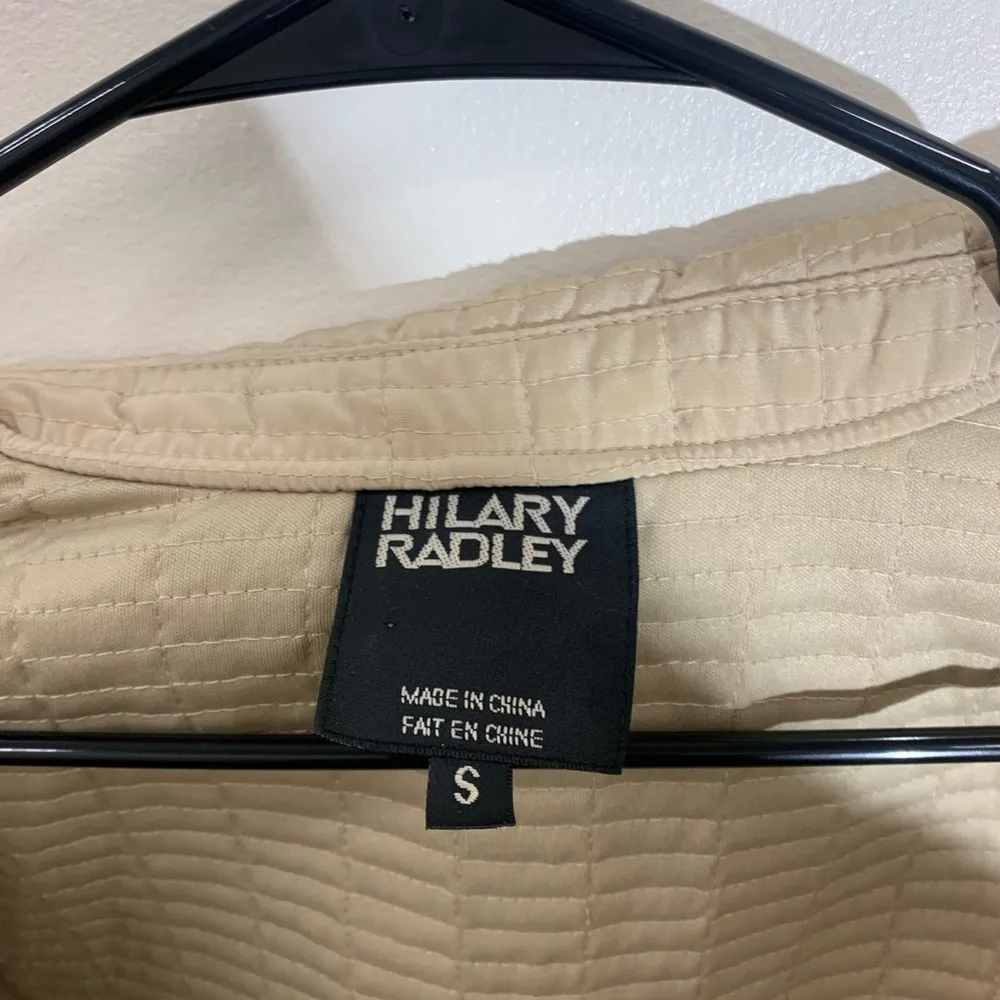 HILARY
RADLEY
MADE IN CHINA
FAIT EN CHINE
S